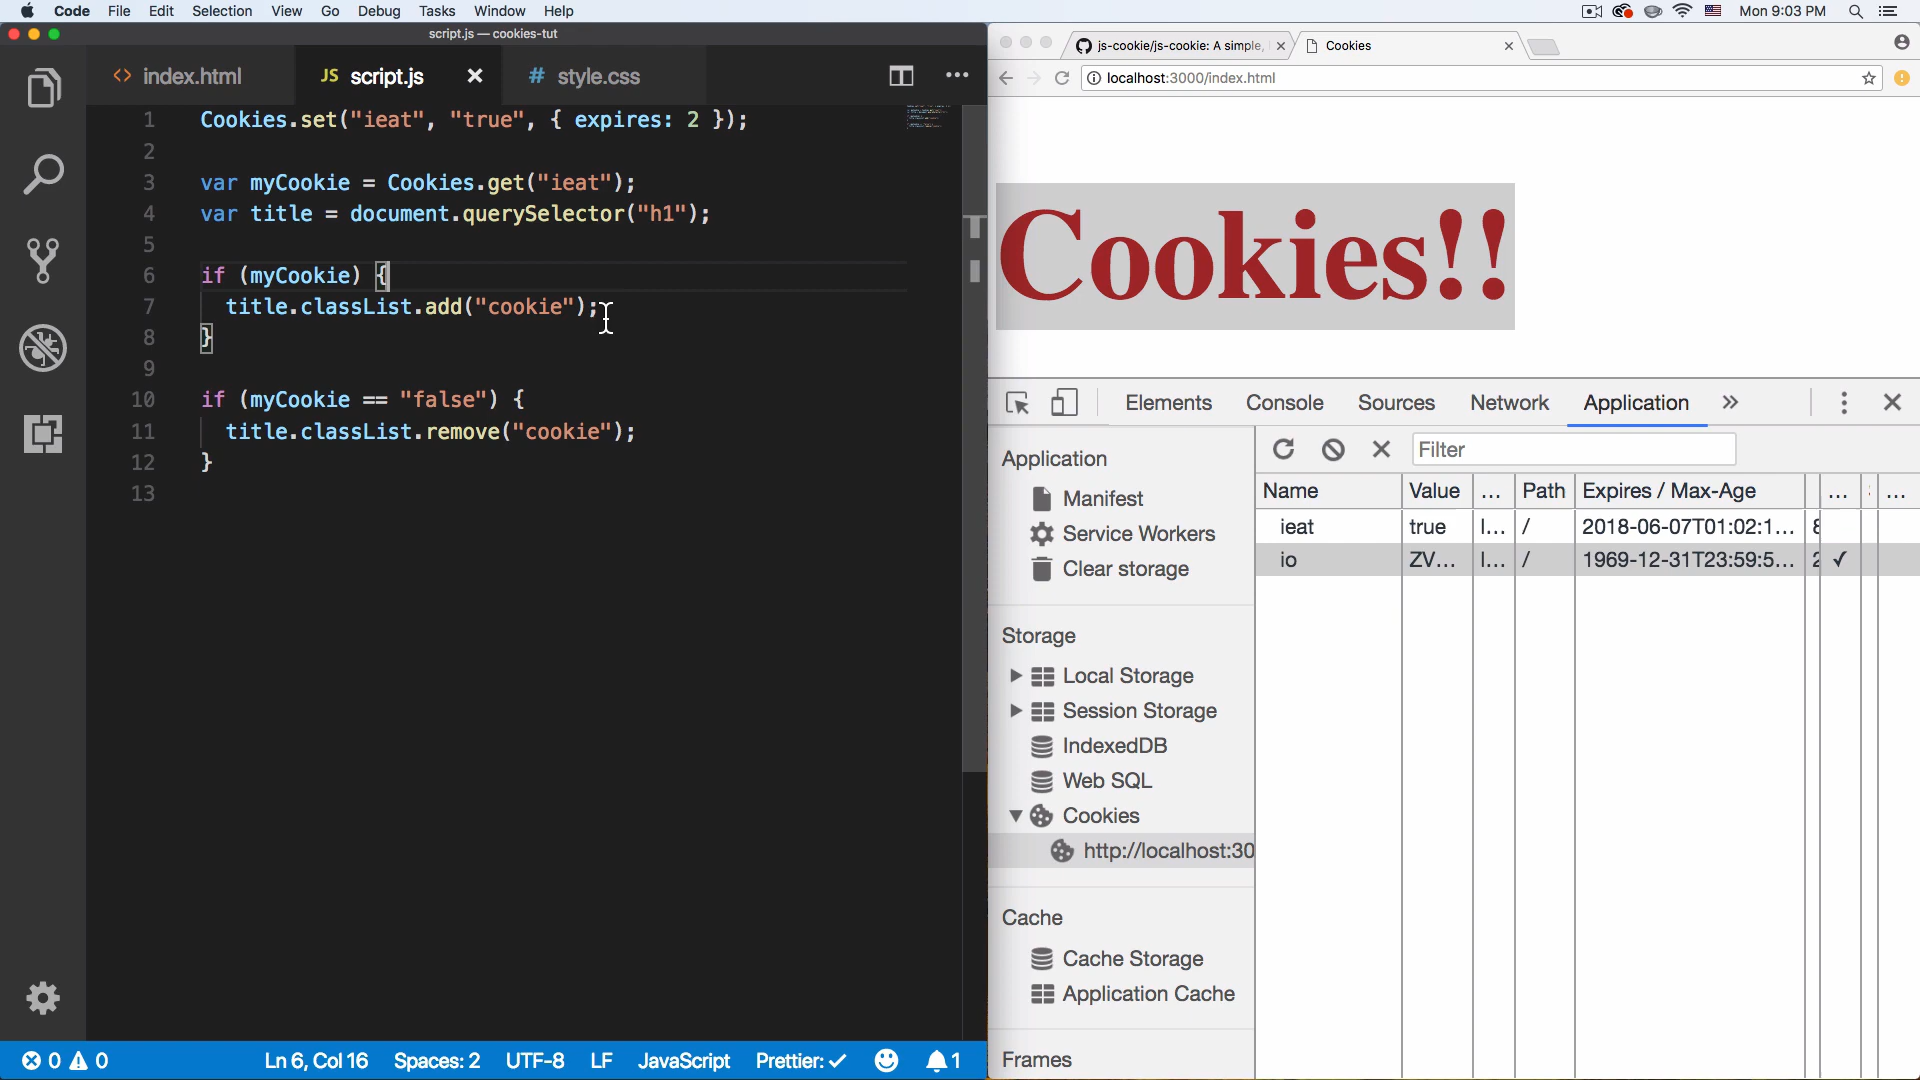 Code File Edit Selection View Go Debug Tasks Window Help
Mon 9:03 PM
script.js — cookies-tut
index.html
JS script.js
# style.css
1 Cookies.set("ieat", "true", { expires: 2 });
2
3 var myCookie = Cookies.get("ieat");
4 var title = document.querySelector("h1");
5
6 if (myCookie) {
7 title.classList.add("cookie");
8 }
9
10 if (myCookie == "false") {
11 title.classList.remove("cookie");
12 }
13
0 0 Ln 6, Col 16 Spaces: 2 UTF-8 LF JavaScript Prettier: ✓ 1
js-cookie/js-cookie: A simple,
Cookies
localhost:3000/index.html
Cookies!!
Elements Console Sources Network Application »
Application
Manifest
Service Workers
Clear storage
Storage
Local Storage
Session Storage
IndexedDB
Web SQL
Cookies
http://localhost:30
Cache
Cache Storage
Application Cache
Frames
Filter
Name Value ... Path Expires / Max-Age ... ...
ieat true l... / 2018-06-07T01:02:1...
io ZV... l... / 1969-12-31T23:59:5... ✓